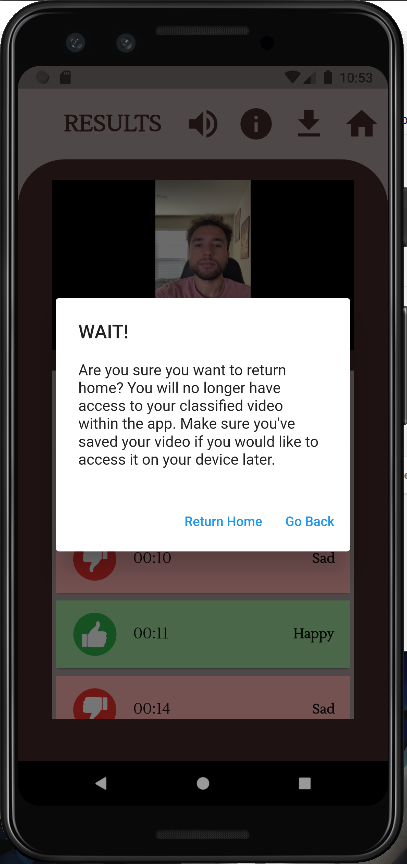 10:53
RESULTS
WAIT!
Are you sure you want to return
home? You will no longer have
access to your classified video
within the app. Make sure you've
saved your video if you would like to
access it on your device later.
Return Home Go Back
00:10 Sad
00:11 Happy
00:14 Sad